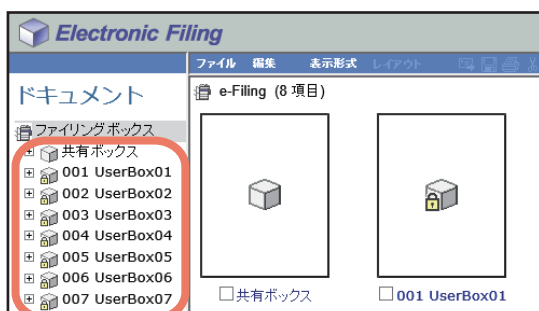 Electronic Filing
ファイル 編集 表示形式 レイアウト
ドキュメント
e-Filing (8 項目)
ファイリングボックス
共有ボックス
001 UserBox01
002 UserBox02
003 UserBox03
004 UserBox04
005 UserBox05
006 UserBox06
007 UserBox07
共有ボックス
001 UserBox01